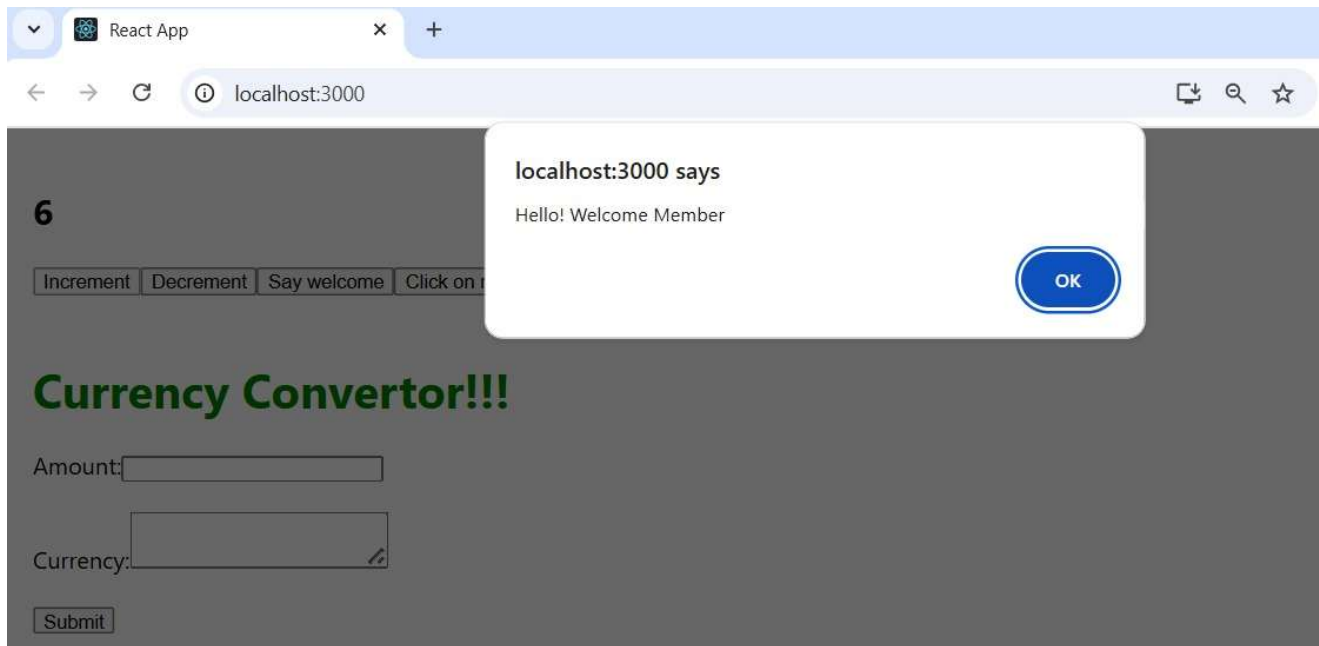 React App
localhost:3000
localhost:3000 says
Hello! Welcome Member
OK
6
Increment Decrement Say welcome Click on
Currency Convertor!!!
Amount:
Currency:
Submit